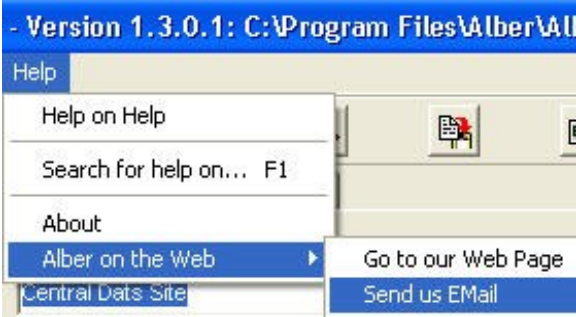 - Version 1.3.0.1: C:\Program Files\Alber\Al
Help
Help on Help
Search for help on... F1
About
Alber on the Web
Go to our Web Page
Central Dats Site
Send us EMail